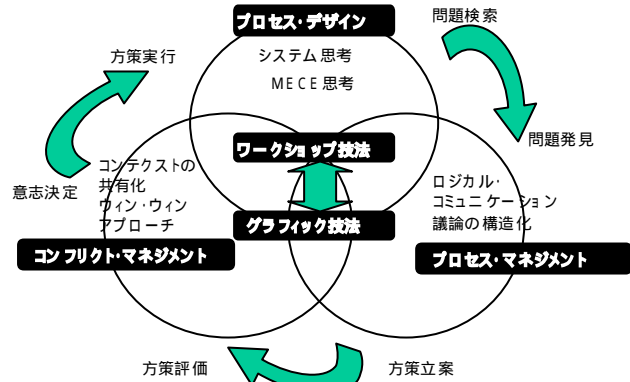 プロセス・デザイン
問題検索
方策実行
システム思考
MECE思考
問題発見
ワークショップ技法
コンテクストの
共有化
ウィン・ウィン
アプローチ
意志決定
ロジカル・
コミュニケーション
議論の構造化
グラフィック技法
コンフリクト・マネジメント
プロセス・マネジメント
方策評価
方策立案